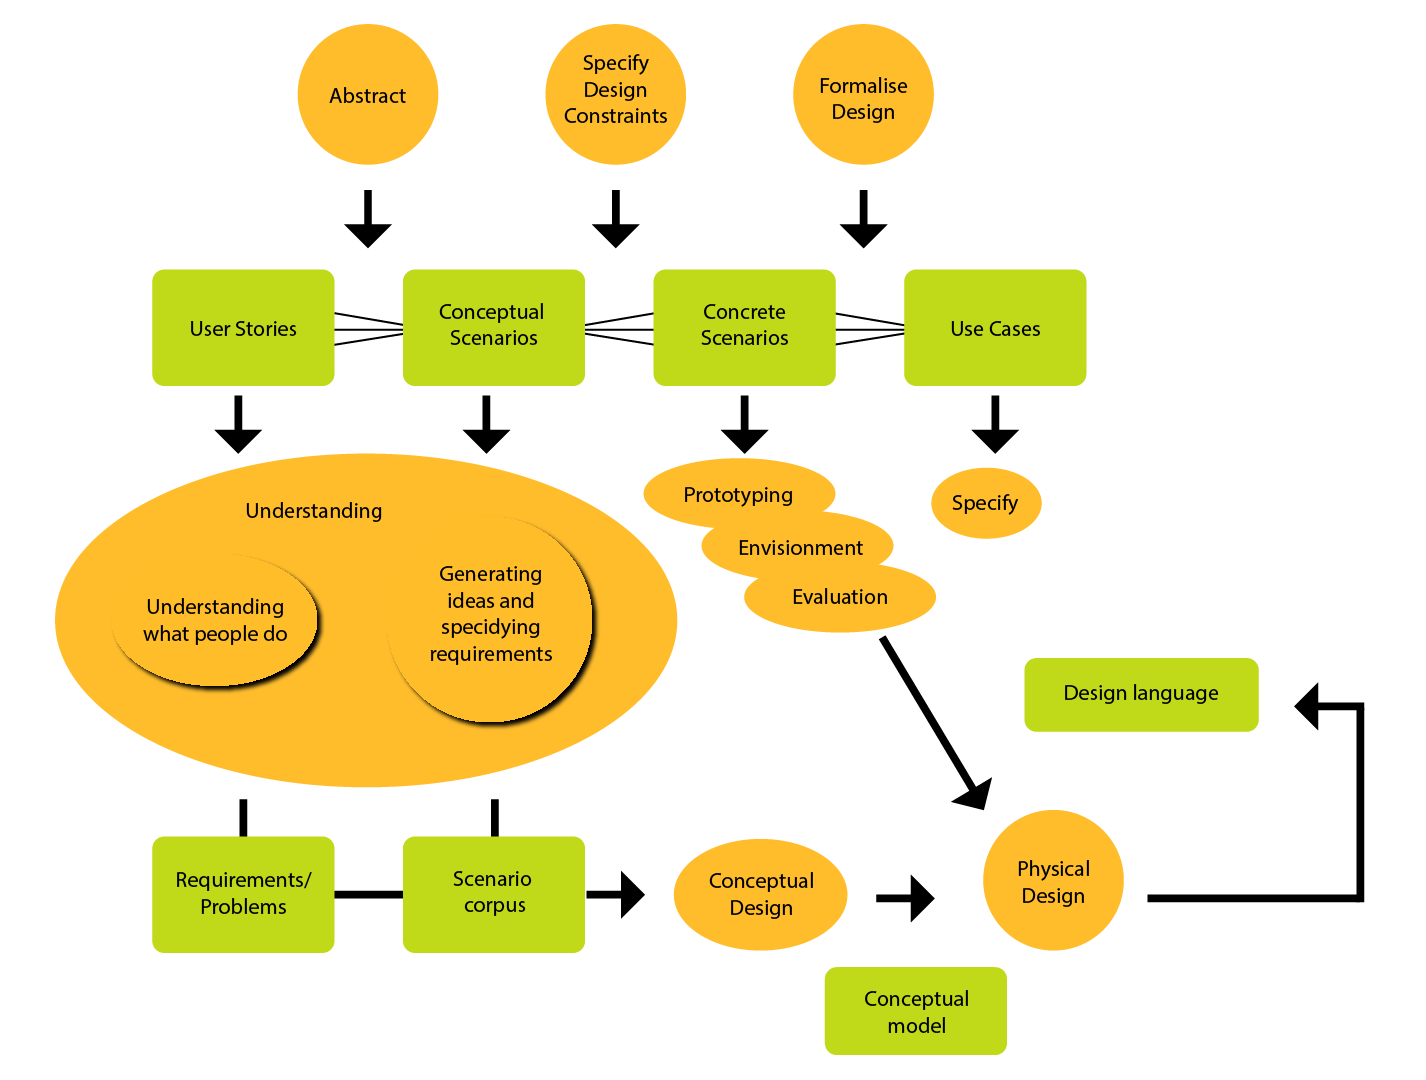 Abstract
Specify
Design
Constraints
Formalise
Design
User Stories
Conceptual
Scenarios
Concrete
Scenarios
Use Cases
Understanding
Understanding
what people do
Generating
ideas and
specidying
requirements
Prototyping
Envisionment
Evaluation
Specify
Design language
Requirements/
Problems
Scenario
corpus
Conceptual
Design
Physical
Design
Conceptual
model